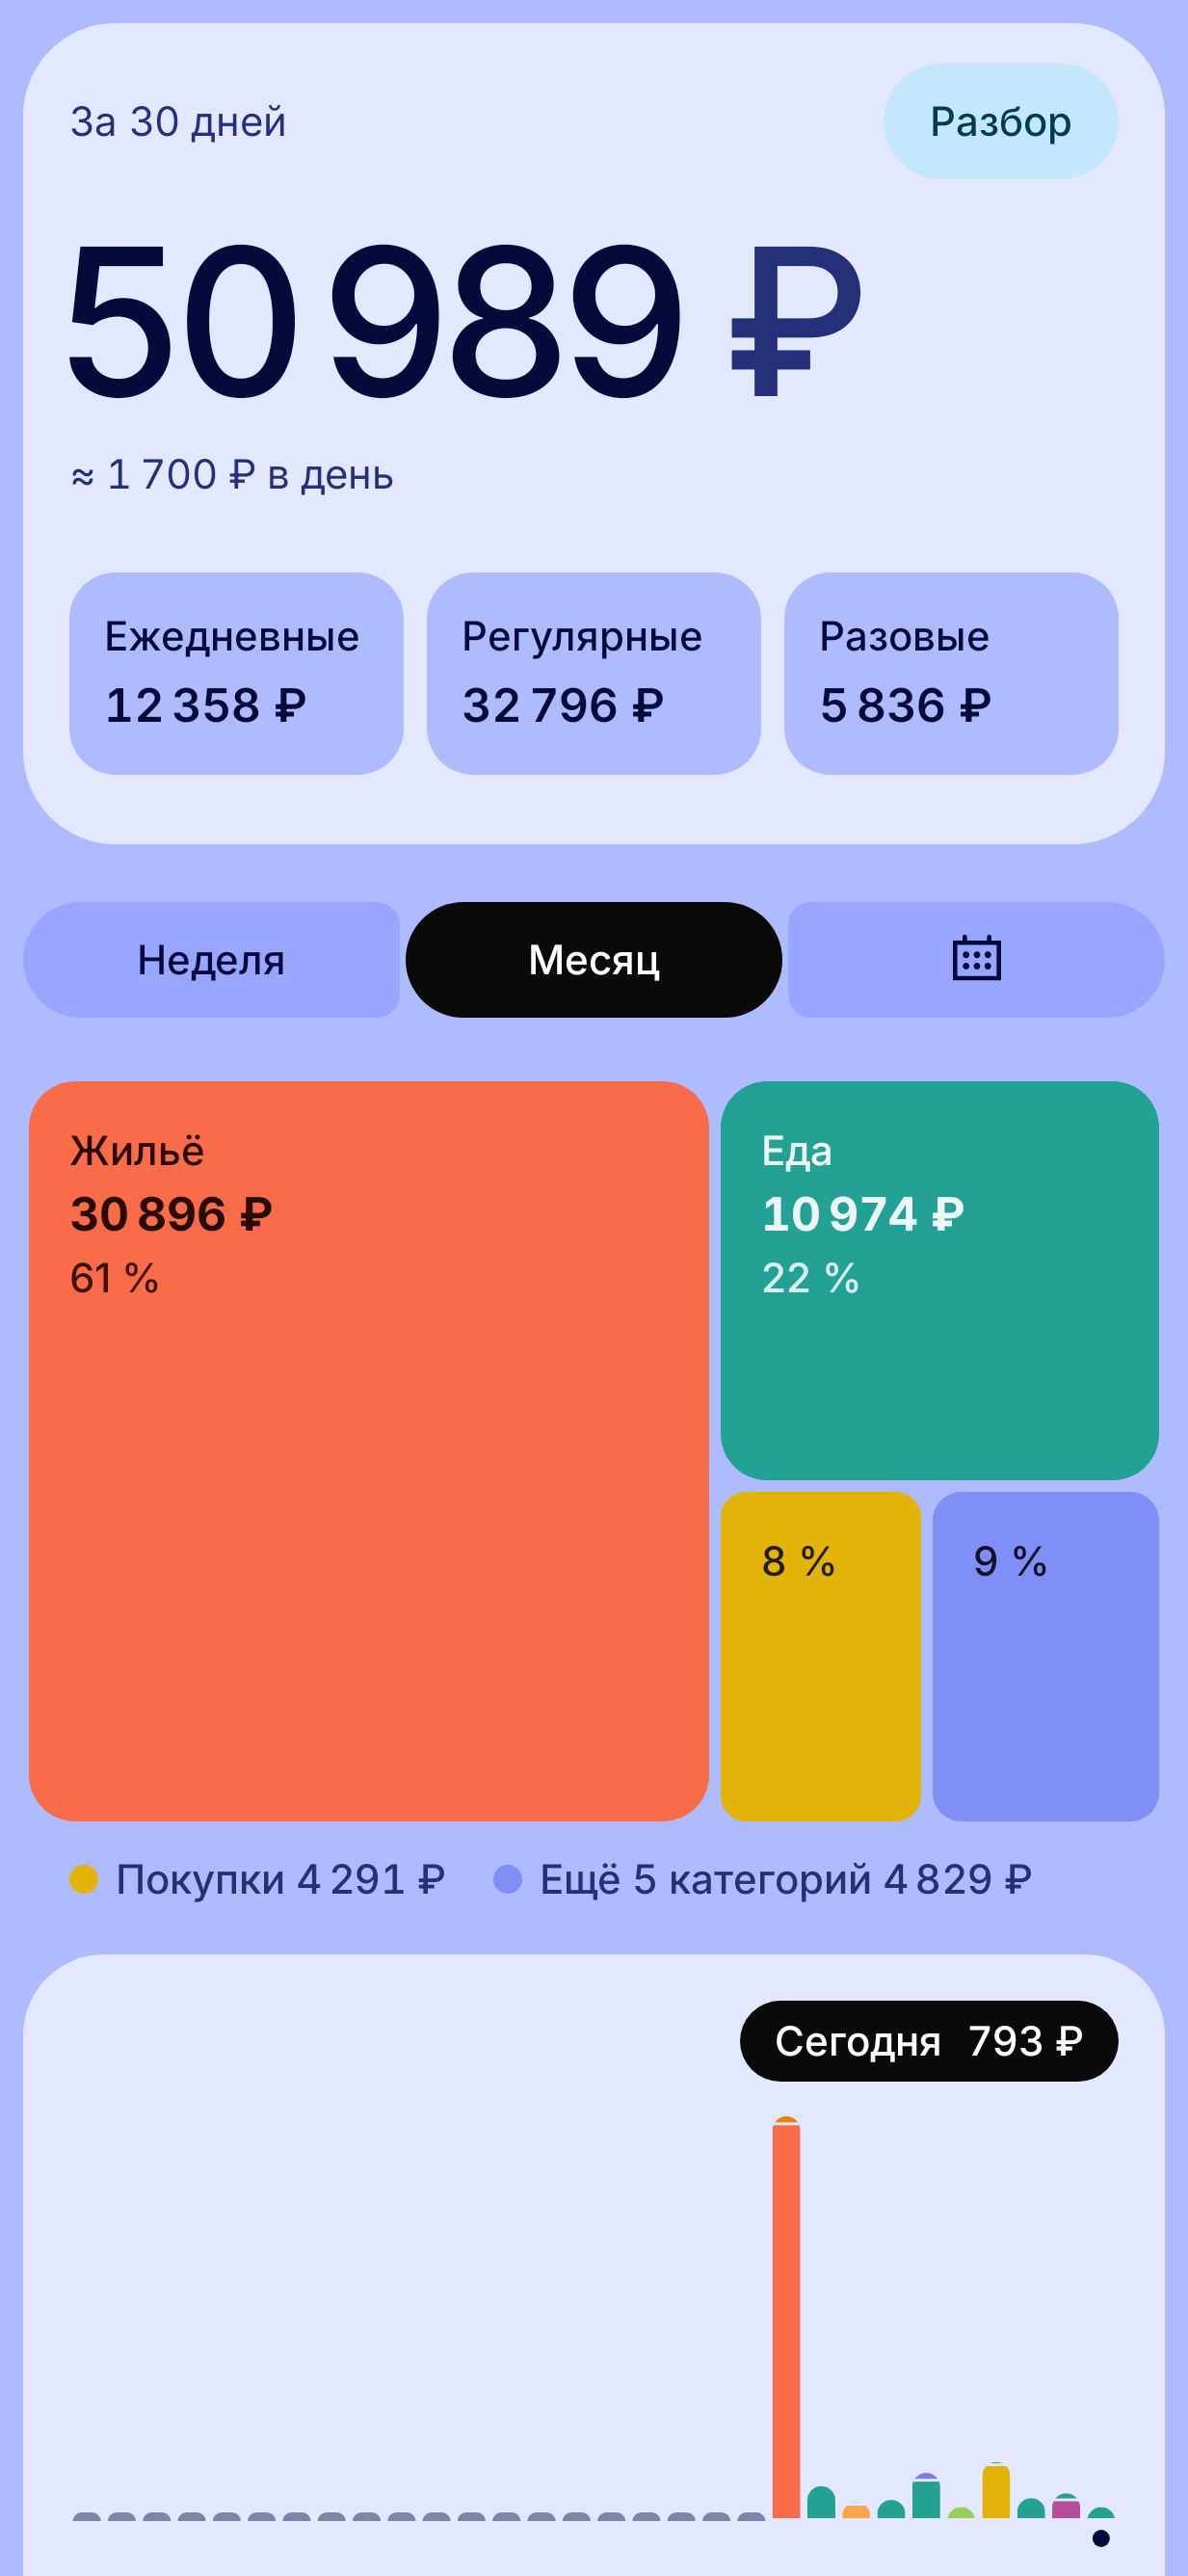 За 30 дней
Разбор
50 989 ₽
≈ 1 700 ₽ в день
Ежедневные
12 358 ₽
Регулярные
32 796 ₽
Разовые
5 836 ₽
Неделя
Месяц
Жильё
30 896 ₽
61 %
Еда
10 974 ₽
22 %
8 %
9 %
Покупки 4 291 ₽
Ещё 5 категорий 4 829 ₽
Сегодня 793 ₽